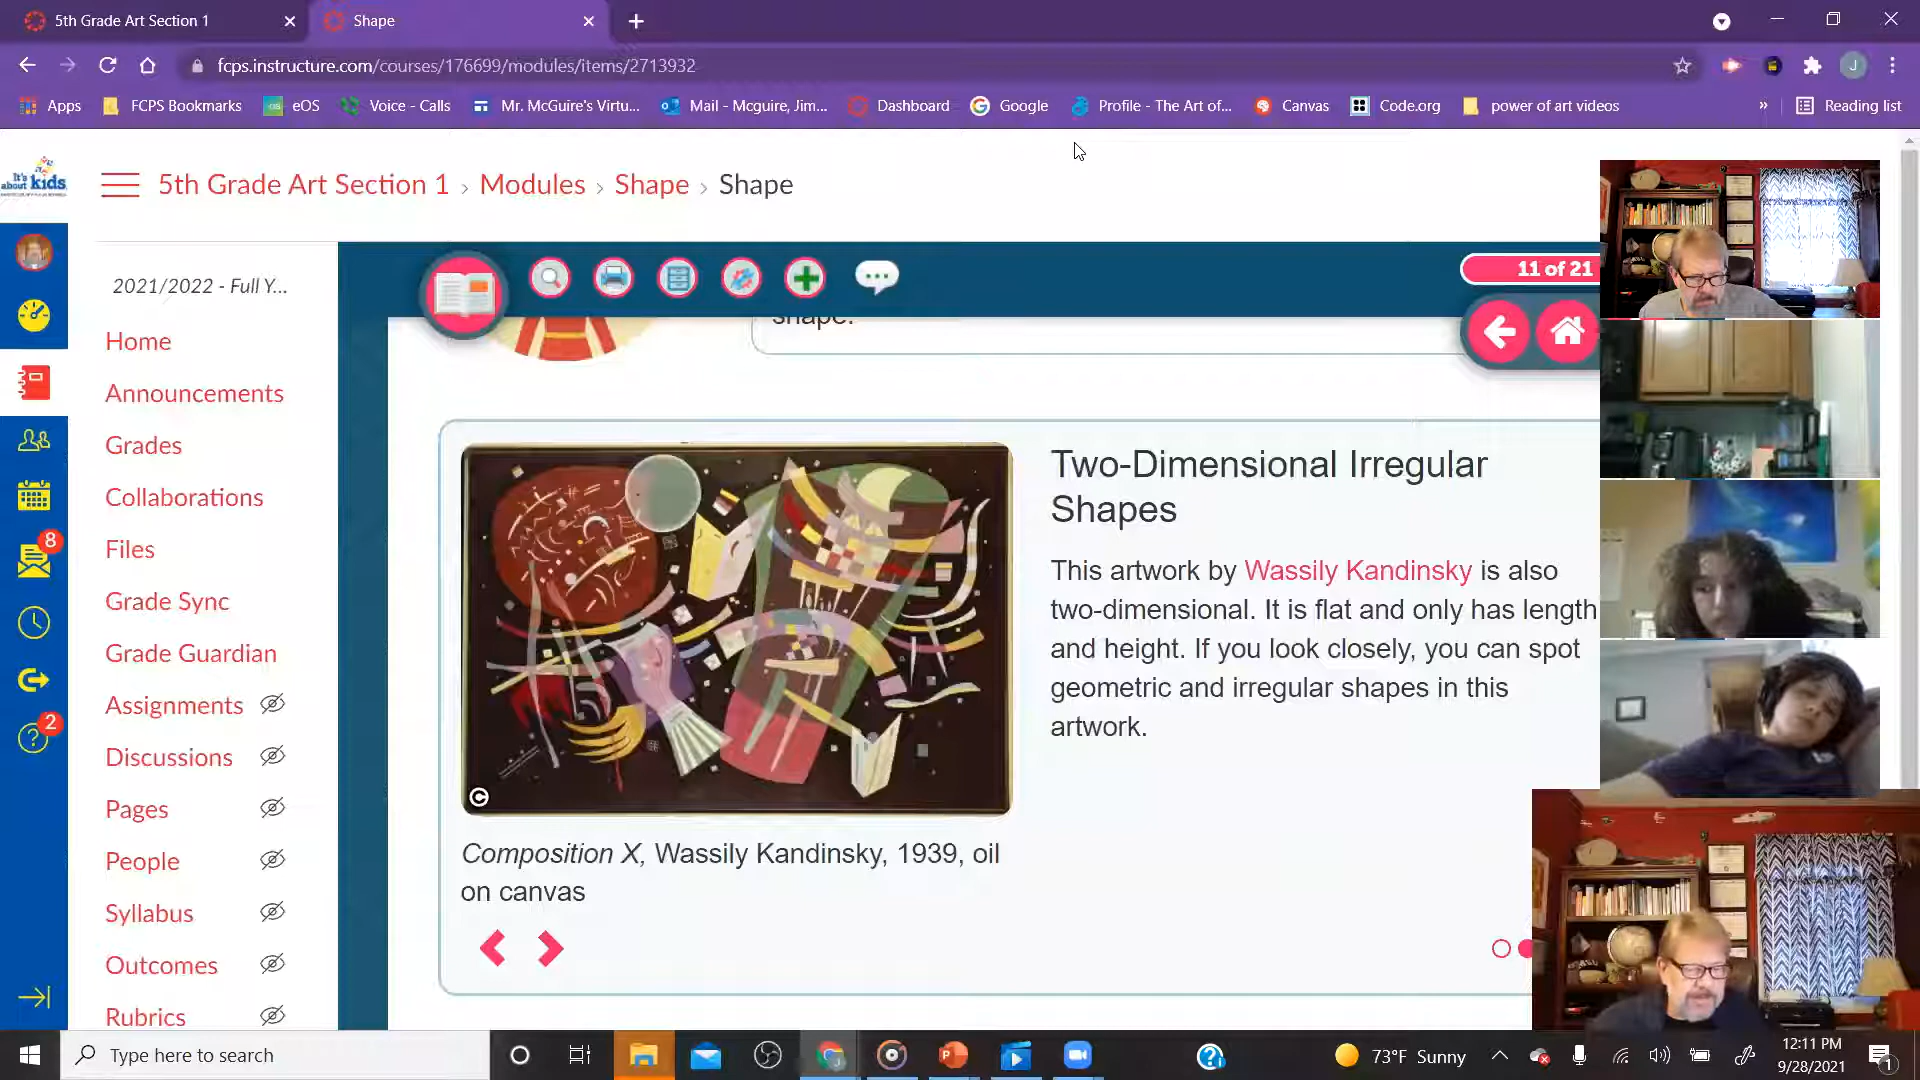 5th Grade Art Section 1
Shape
fcps.instructure.com/courses/176699/modules/items/2713932
Apps
FCPS Bookmarks
eOS
Voice - Calls
Mr. McGuire's Virtu...
Mail - Mcguire, Jim...
Dashboard
Google
Profile - The Art of...
Canvas
Code.org
power of art videos
»
Reading list
J
It's about kids
5th Grade Art Section 1 › Modules › Shape › Shape
2021/2022 - Full Y...
Home
Announcements
Grades
Collaborations
Files
Grade Sync
Grade Guardian
Assignments
Discussions
Pages
People
Syllabus
Outcomes
Rubrics
8
2
11 of 21
shape.
Two-Dimensional Irregular
Shapes
This artwork by Wassily Kandinsky is also
two-dimensional. It is flat and only has length
and height. If you look closely, you can spot
geometric and irregular shapes in this
artwork.
©
Composition X, Wassily Kandinsky, 1939, oil
on canvas
Type here to search
73°F Sunny
12:11 PM
9/28/2021
1